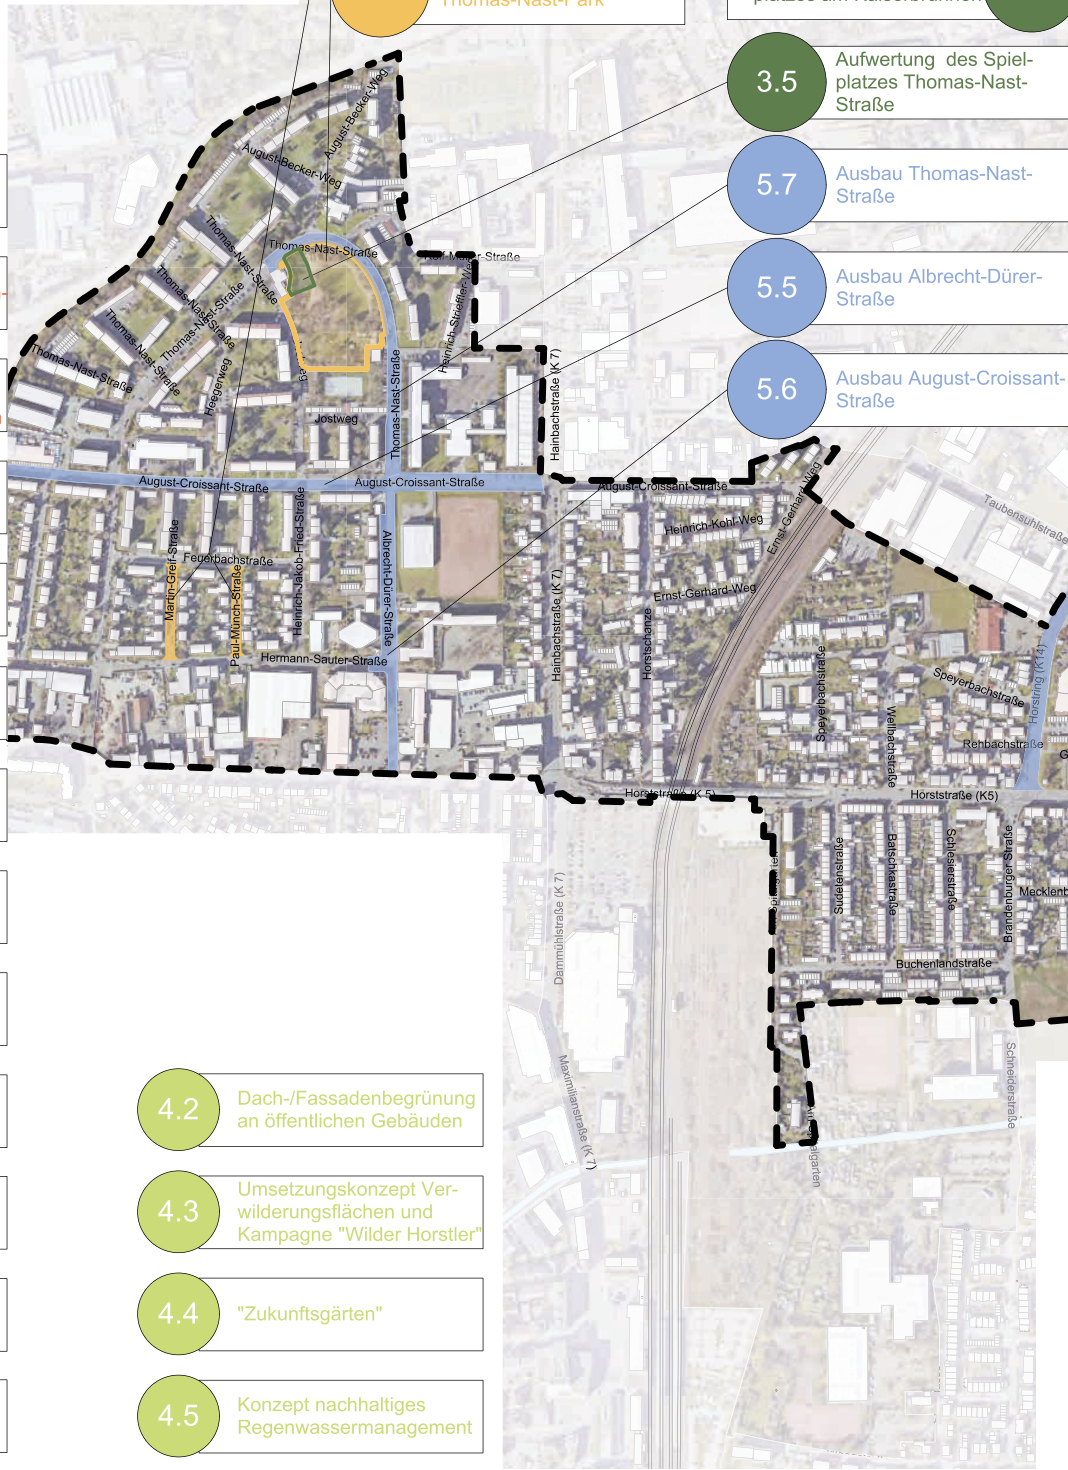 Thomas-Nast-Park
3.5
Aufwertung des Spiel-
platzes Thomas-Nast-
Straße
5.7
Ausbau Thomas-Nast-
Straße
5.5
Ausbau Albrecht-Dürer-
Straße
5.6
Ausbau August-Croissant-
Straße
August-Becker-Weg
August-Becker-Weg
Thomas-Nast-Straße
Thomas-Nast-Straße
Thomas-Nast-Straße
Thomas-Nast-Straße
Thomas-Nast-Straße
Thomas-Nast-Straße
Thomas-Nast-Straße
Heinrich-Strieffler-Weg
Heegerweg
Jostweg
Hainbachstraße (K 7)
August-Croissant-Straße
August-Croissant-Straße
August-Croissant-Straße
Martin-Greif-Straße
Feuerbachstraße
Paul-Münch-Straße
Heinrich-Jakob-Fried-Straße
Albrecht-Dürer-Straße
Hermann-Sauter-Straße
Hainbachstraße (K 7)
Heinrich-Kohl-Weg
Ernst-Gerhard-Weg
Ernst-Gerhard-Weg
Horstschanze
Taubensuhlstraße
Speyerbachstraße
Speyerbachstraße
Wellbachstraße
Rehbachstraße
Horstring (K14)
Horststraße (K 5)
Horststraße (K5)
Sudetenstraße
Batschkastraße
Schlesierstraße
Brandenburger Straße
Buchenlandstraße
Dammühlstraße (K 7)
Maximilianstraße (K 7)
Schneiderstraße
4.2
Dach-/Fassadenbegrünung
an öffentlichen Gebäuden
4.3
Umsetzungskonzept Ver-
wilderungsflächen und
Kampagne "Wilder Horstler"
4.4
"Zukunftsgärten"
4.5
Konzept nachhaltiges
Regenwassermanagement